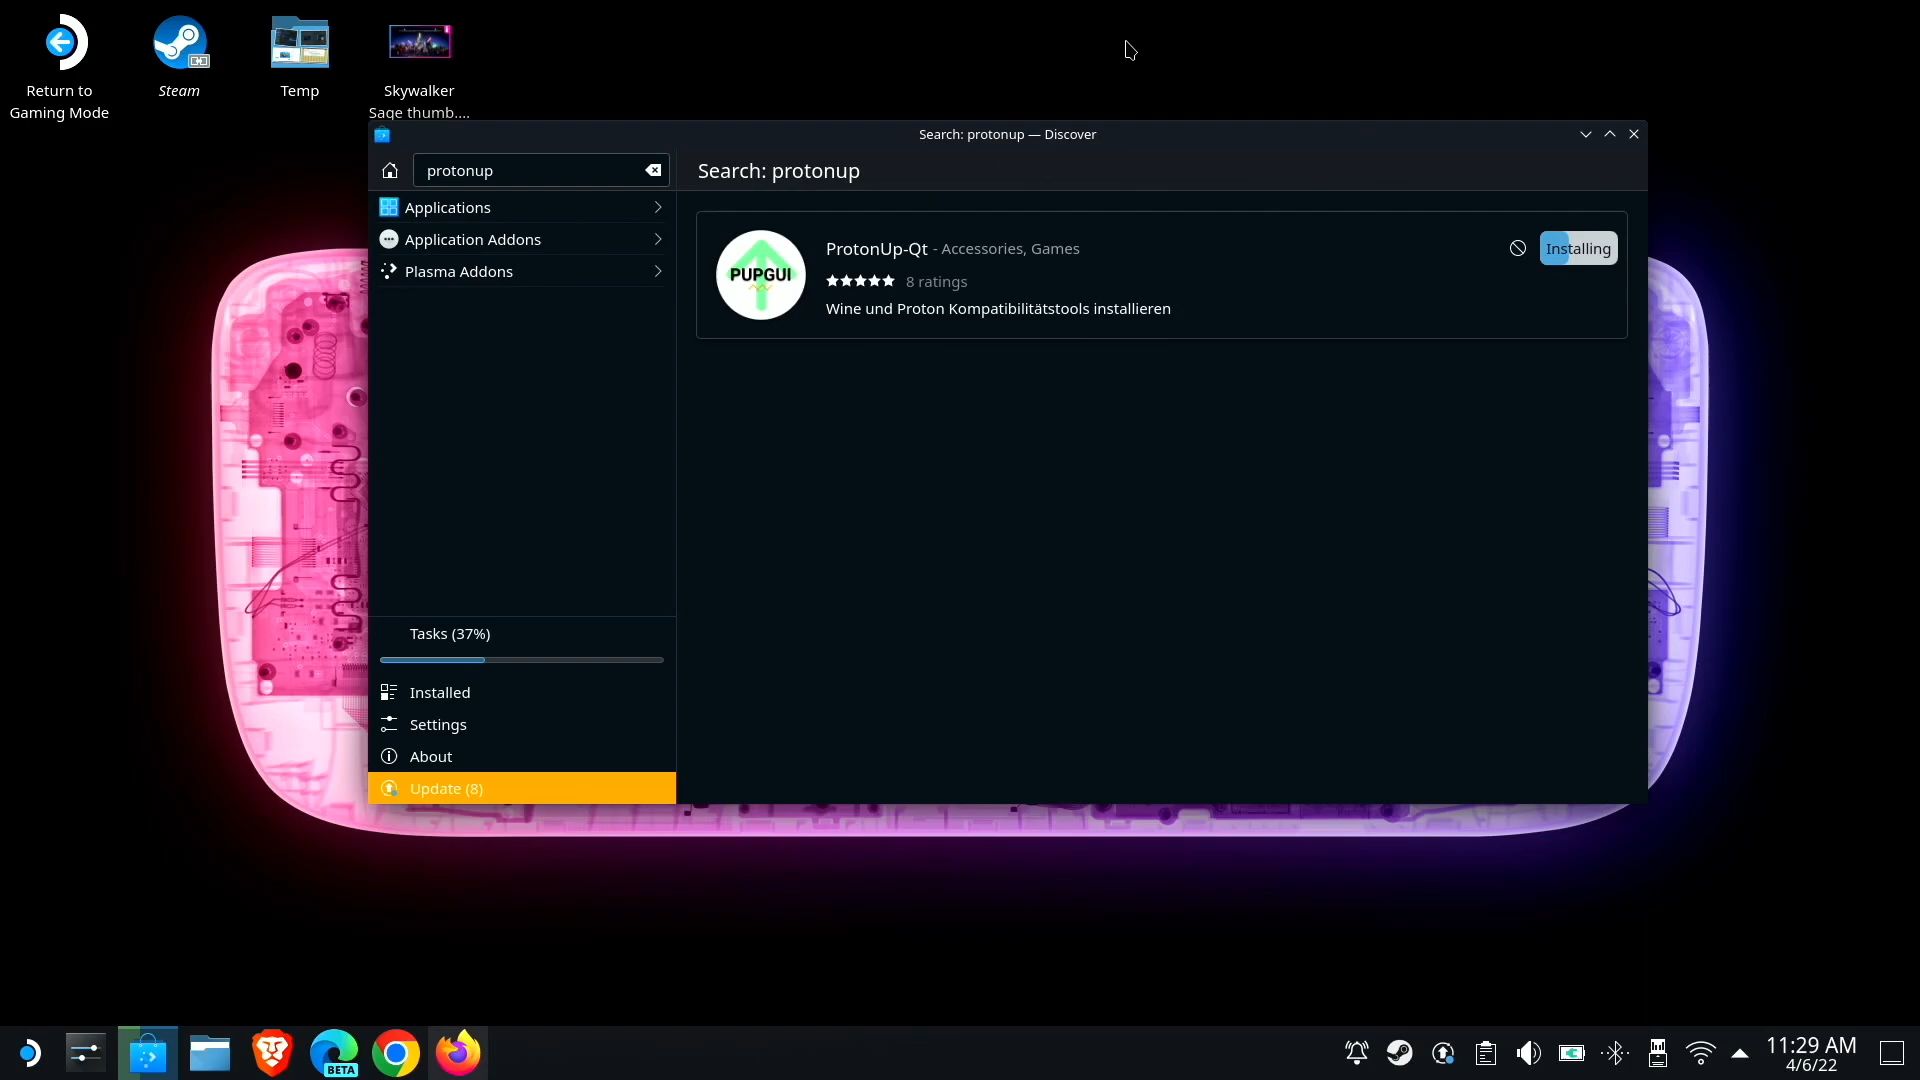 Return to
Gaming Mode
Steam
Temp
Skywalker
Sage thumb....
Search: protonup — Discover
protonup
Search: protonup
Applications
Application Addons
Plasma Addons
PUPGUI
ProtonUp-Qt - Accessories, Games
8 ratings
Wine und Proton Kompatibilitätstools installieren
Installing
Tasks (37%)
Installed
Settings
About
Update (8)
BETA
11:29 AM
4/6/22